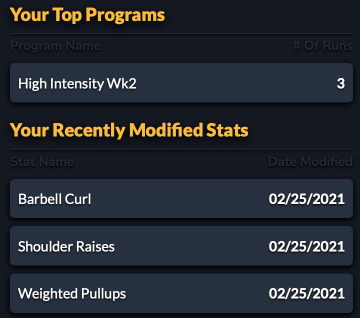 Your Top Programs
Program Name # Of Runs
High Intensity Wk2 3
Your Recently Modified Stats
Stat Name Date Modified
Barbell Curl 02/25/2021
Shoulder Raises 02/25/2021
Weighted Pullups 02/25/2021